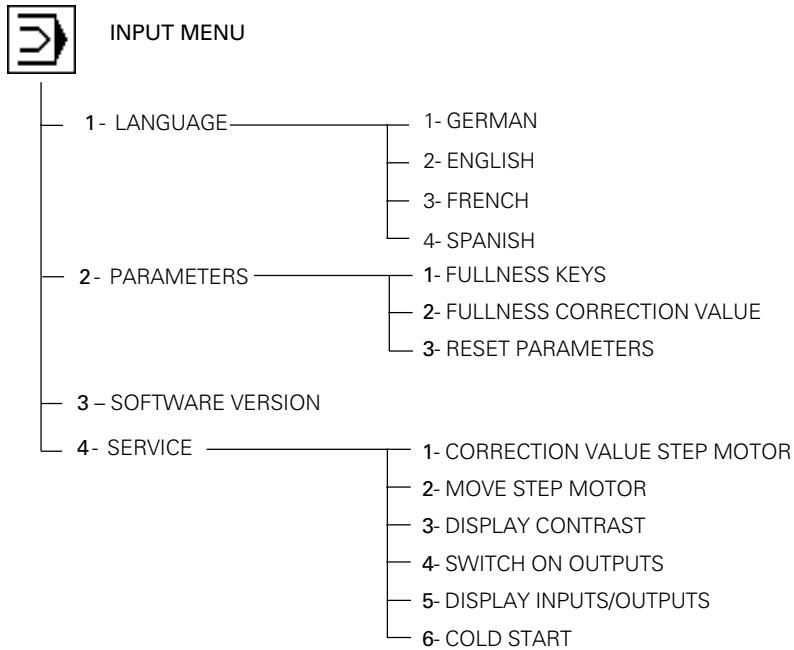 INPUT MENU
1- LANGUAGE
1- GERMAN
2- ENGLISH
3- FRENCH
4- SPANISH
2- PARAMETERS
1- FULLNESS KEYS
2- FULLNESS CORRECTION VALUE
3- RESET PARAMETERS
3 – SOFTWARE VERSION
4- SERVICE
1- CORRECTION VALUE STEP MOTOR
2- MOVE STEP MOTOR
3- DISPLAY CONTRAST
4- SWITCH ON OUTPUTS
5- DISPLAY INPUTS/OUTPUTS
6- COLD START